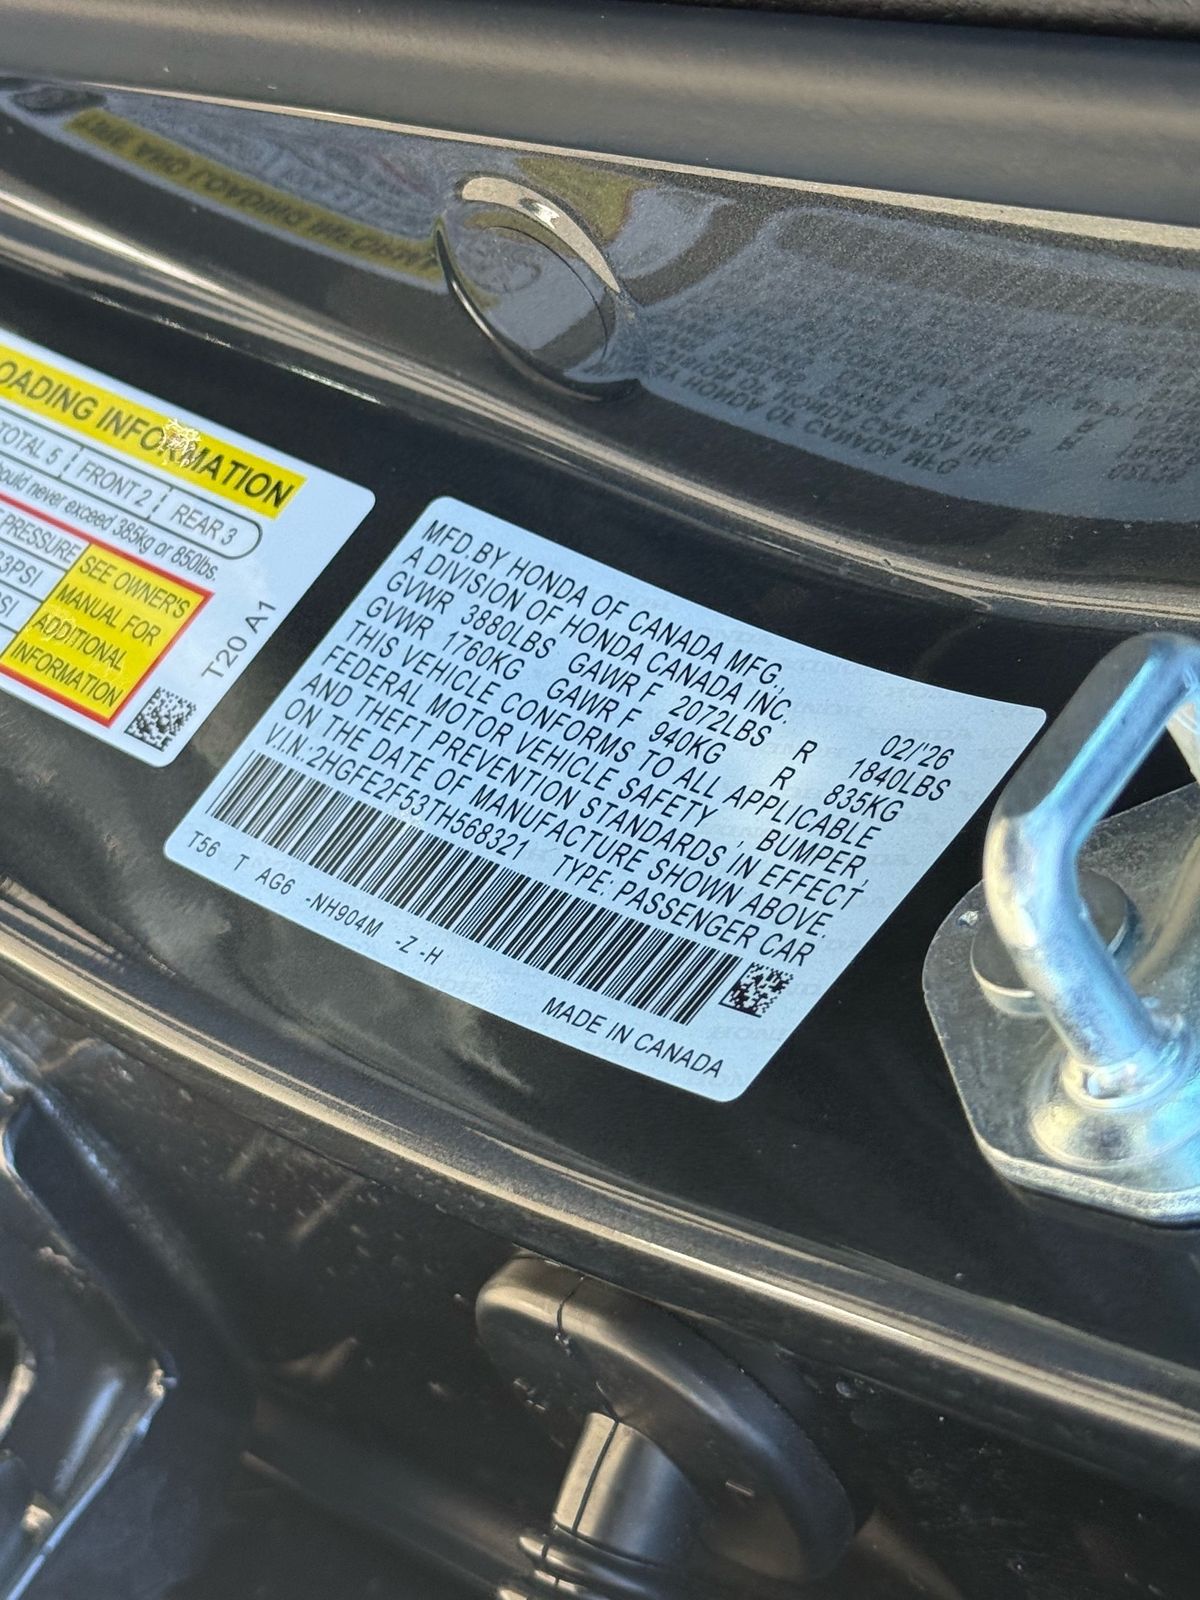 OADING INFORMATION
TOTAL 5 FRONT 2 REAR 3
should never exceed 385kg or 850lbs.
PRESSURE
SEE OWNER'S
MANUAL FOR
ADDITIONAL
INFORMATION
T20 A1
MFD.BY HONDA OF CANADA MFG.,
A DIVISION OF HONDA CANADA INC. 02/'26
GVWR 3880LBS GAWR F 2072LBS R 1840LBS
GVWR 1760KG GAWR F 940KG R 835KG
THIS VEHICLE CONFORMS TO ALL APPLICABLE
FEDERAL MOTOR VEHICLE SAFETY , BUMPER,
AND THEFT PREVENTION STANDARDS IN EFFECT
ON THE DATE OF MANUFACTURE SHOWN ABOVE.
V.I.N.:2HGFE2F53TH568321 TYPE: PASSENGER CAR
T56 T AG6 -NH904M -Z -H
MADE IN CANADA